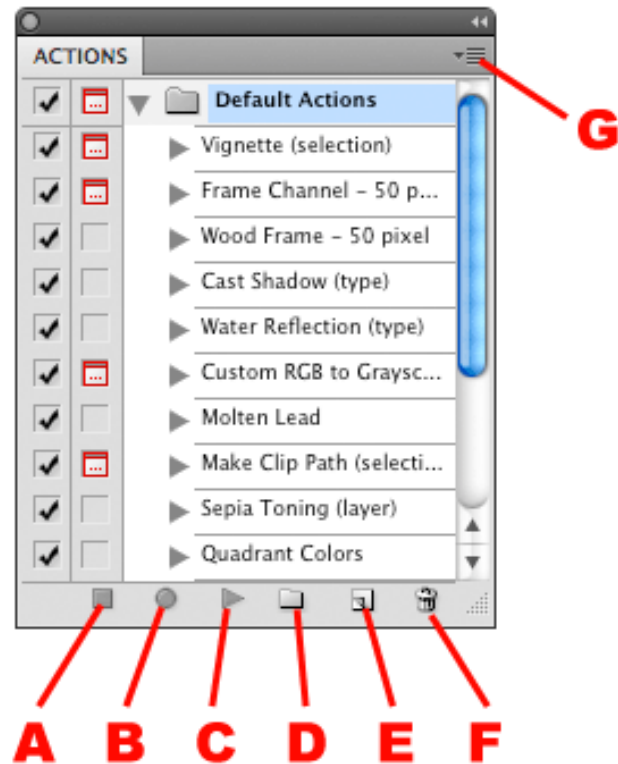 ACTIONS
Default Actions
G
Vignette (selection)
Frame Channel – 50 p...
Wood Frame – 50 pixel
Cast Shadow (type)
Water Reflection (type)
Custom RGB to Graysc...
Molten Lead
Make Clip Path (selecti...
Sepia Toning (layer)
Quadrant Colors
A B C D E F